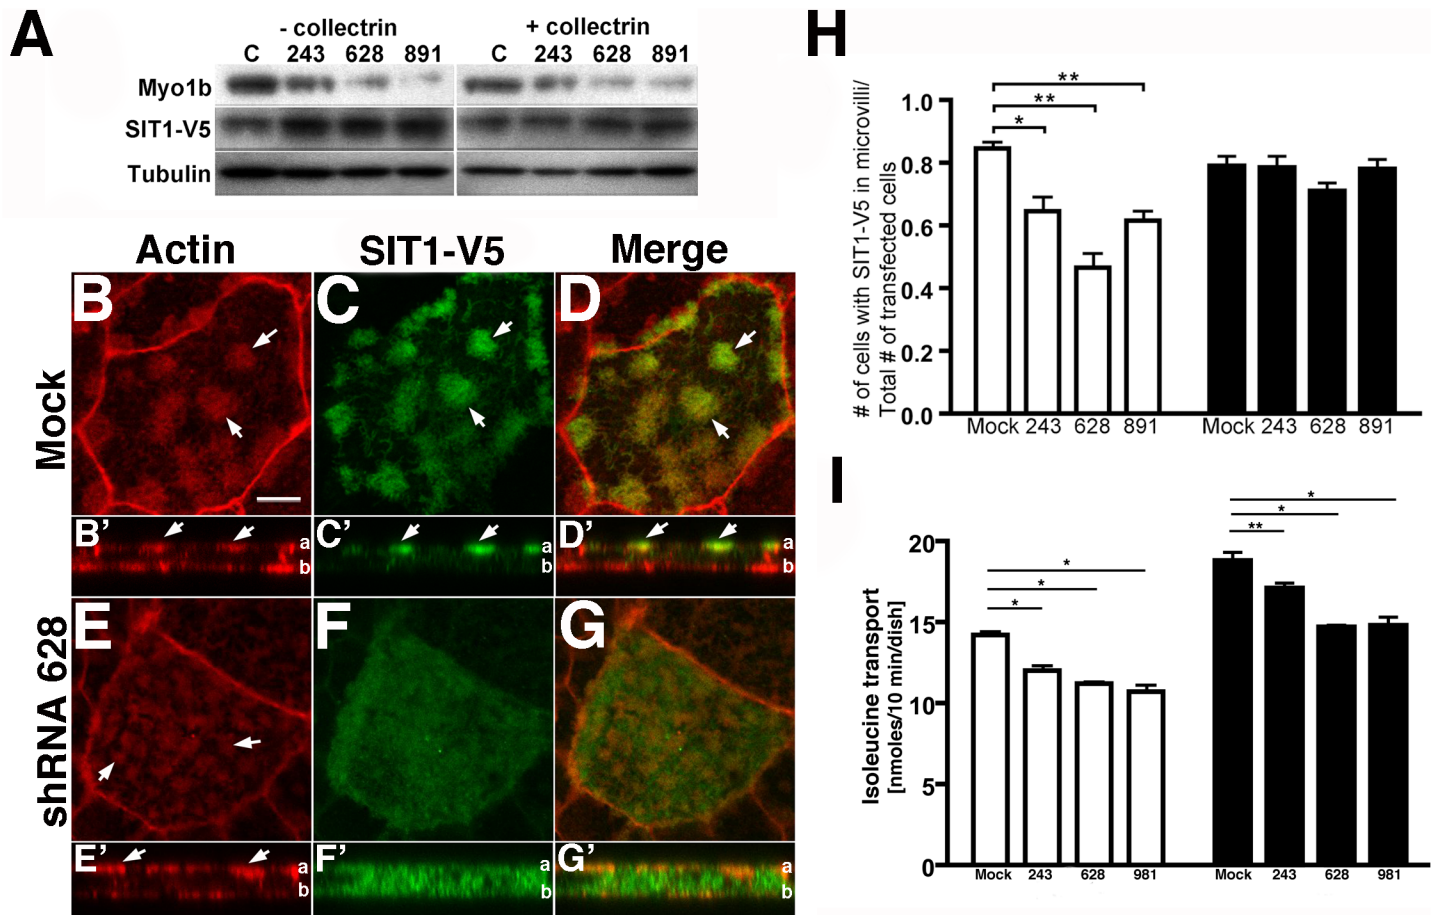 A
- collectrin
+ collectrin
C 243 628 891
C 243 628 891
Myo1b
SIT1-V5
Tubulin
Actin SIT1-V5 Merge
Mock
B C D
B' a b
C' a b
D' a b
shRNA 628
E F G
E' a b
F' a b
G' a b
H
# of cells with SIT1-V5 in microvilli/
Total # of transfected cells
**
**
*
1.0
0.8
0.6
0.4
0.2
0.0
Mock 243 628 891
Mock 243 628 891
I
Isoleucine transport
[nmoles/10 min/dish]
*
*
*
*
*
**
20
15
10
5
0
Mock 243 628 981
Mock 243 628 981